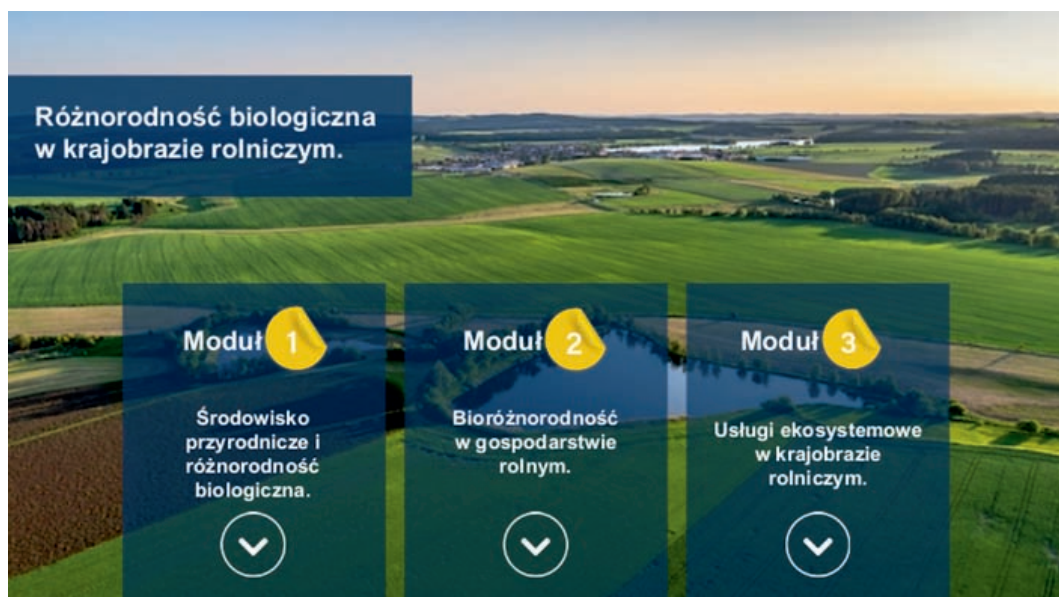 Różnorodność biologiczna
w krajobrazie rolniczym.
Moduł 1
Środowisko
przyrodnicze i
różnorodność
biologiczna.
Moduł 2
Bioróżnorodność
w gospodarstwie
rolnym.
Moduł 3
Usługi ekosystemowe
w krajobrazie
rolniczym.